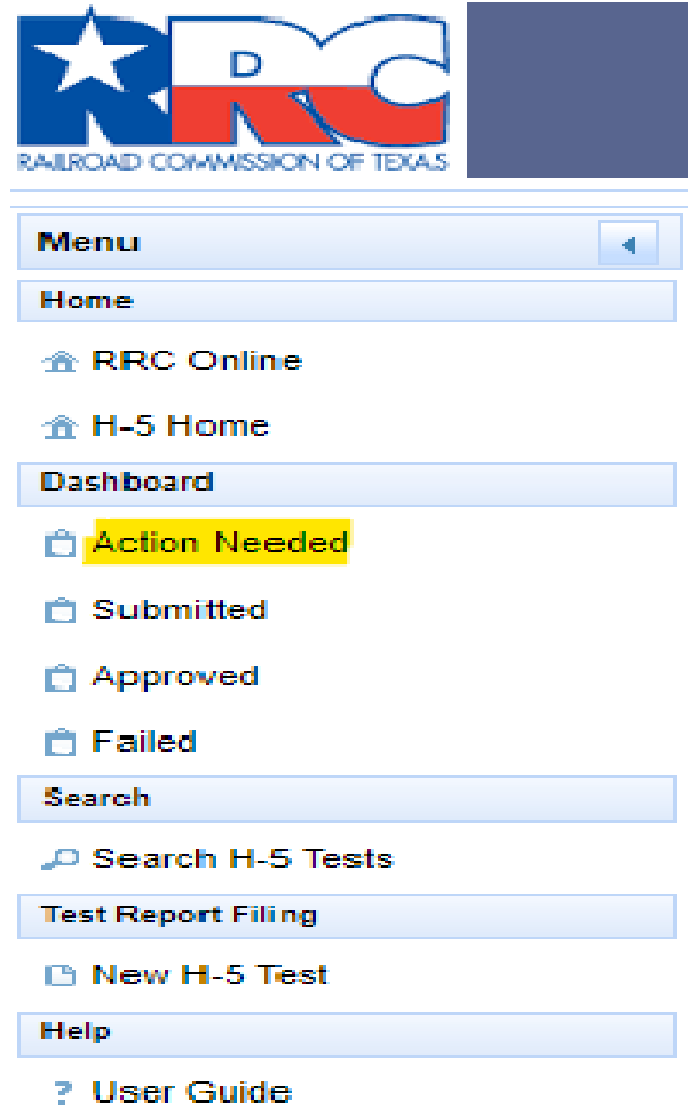 RRC
RAILROAD COMMISSION OF TEXAS
Menu
Home
RRC Online
H-5 Home
Dashboard
Action Needed
Submitted
Approved
Failed
Search
Search H-5 Tests
Test Report Filing
New H-5 Test
Help
? User Guide